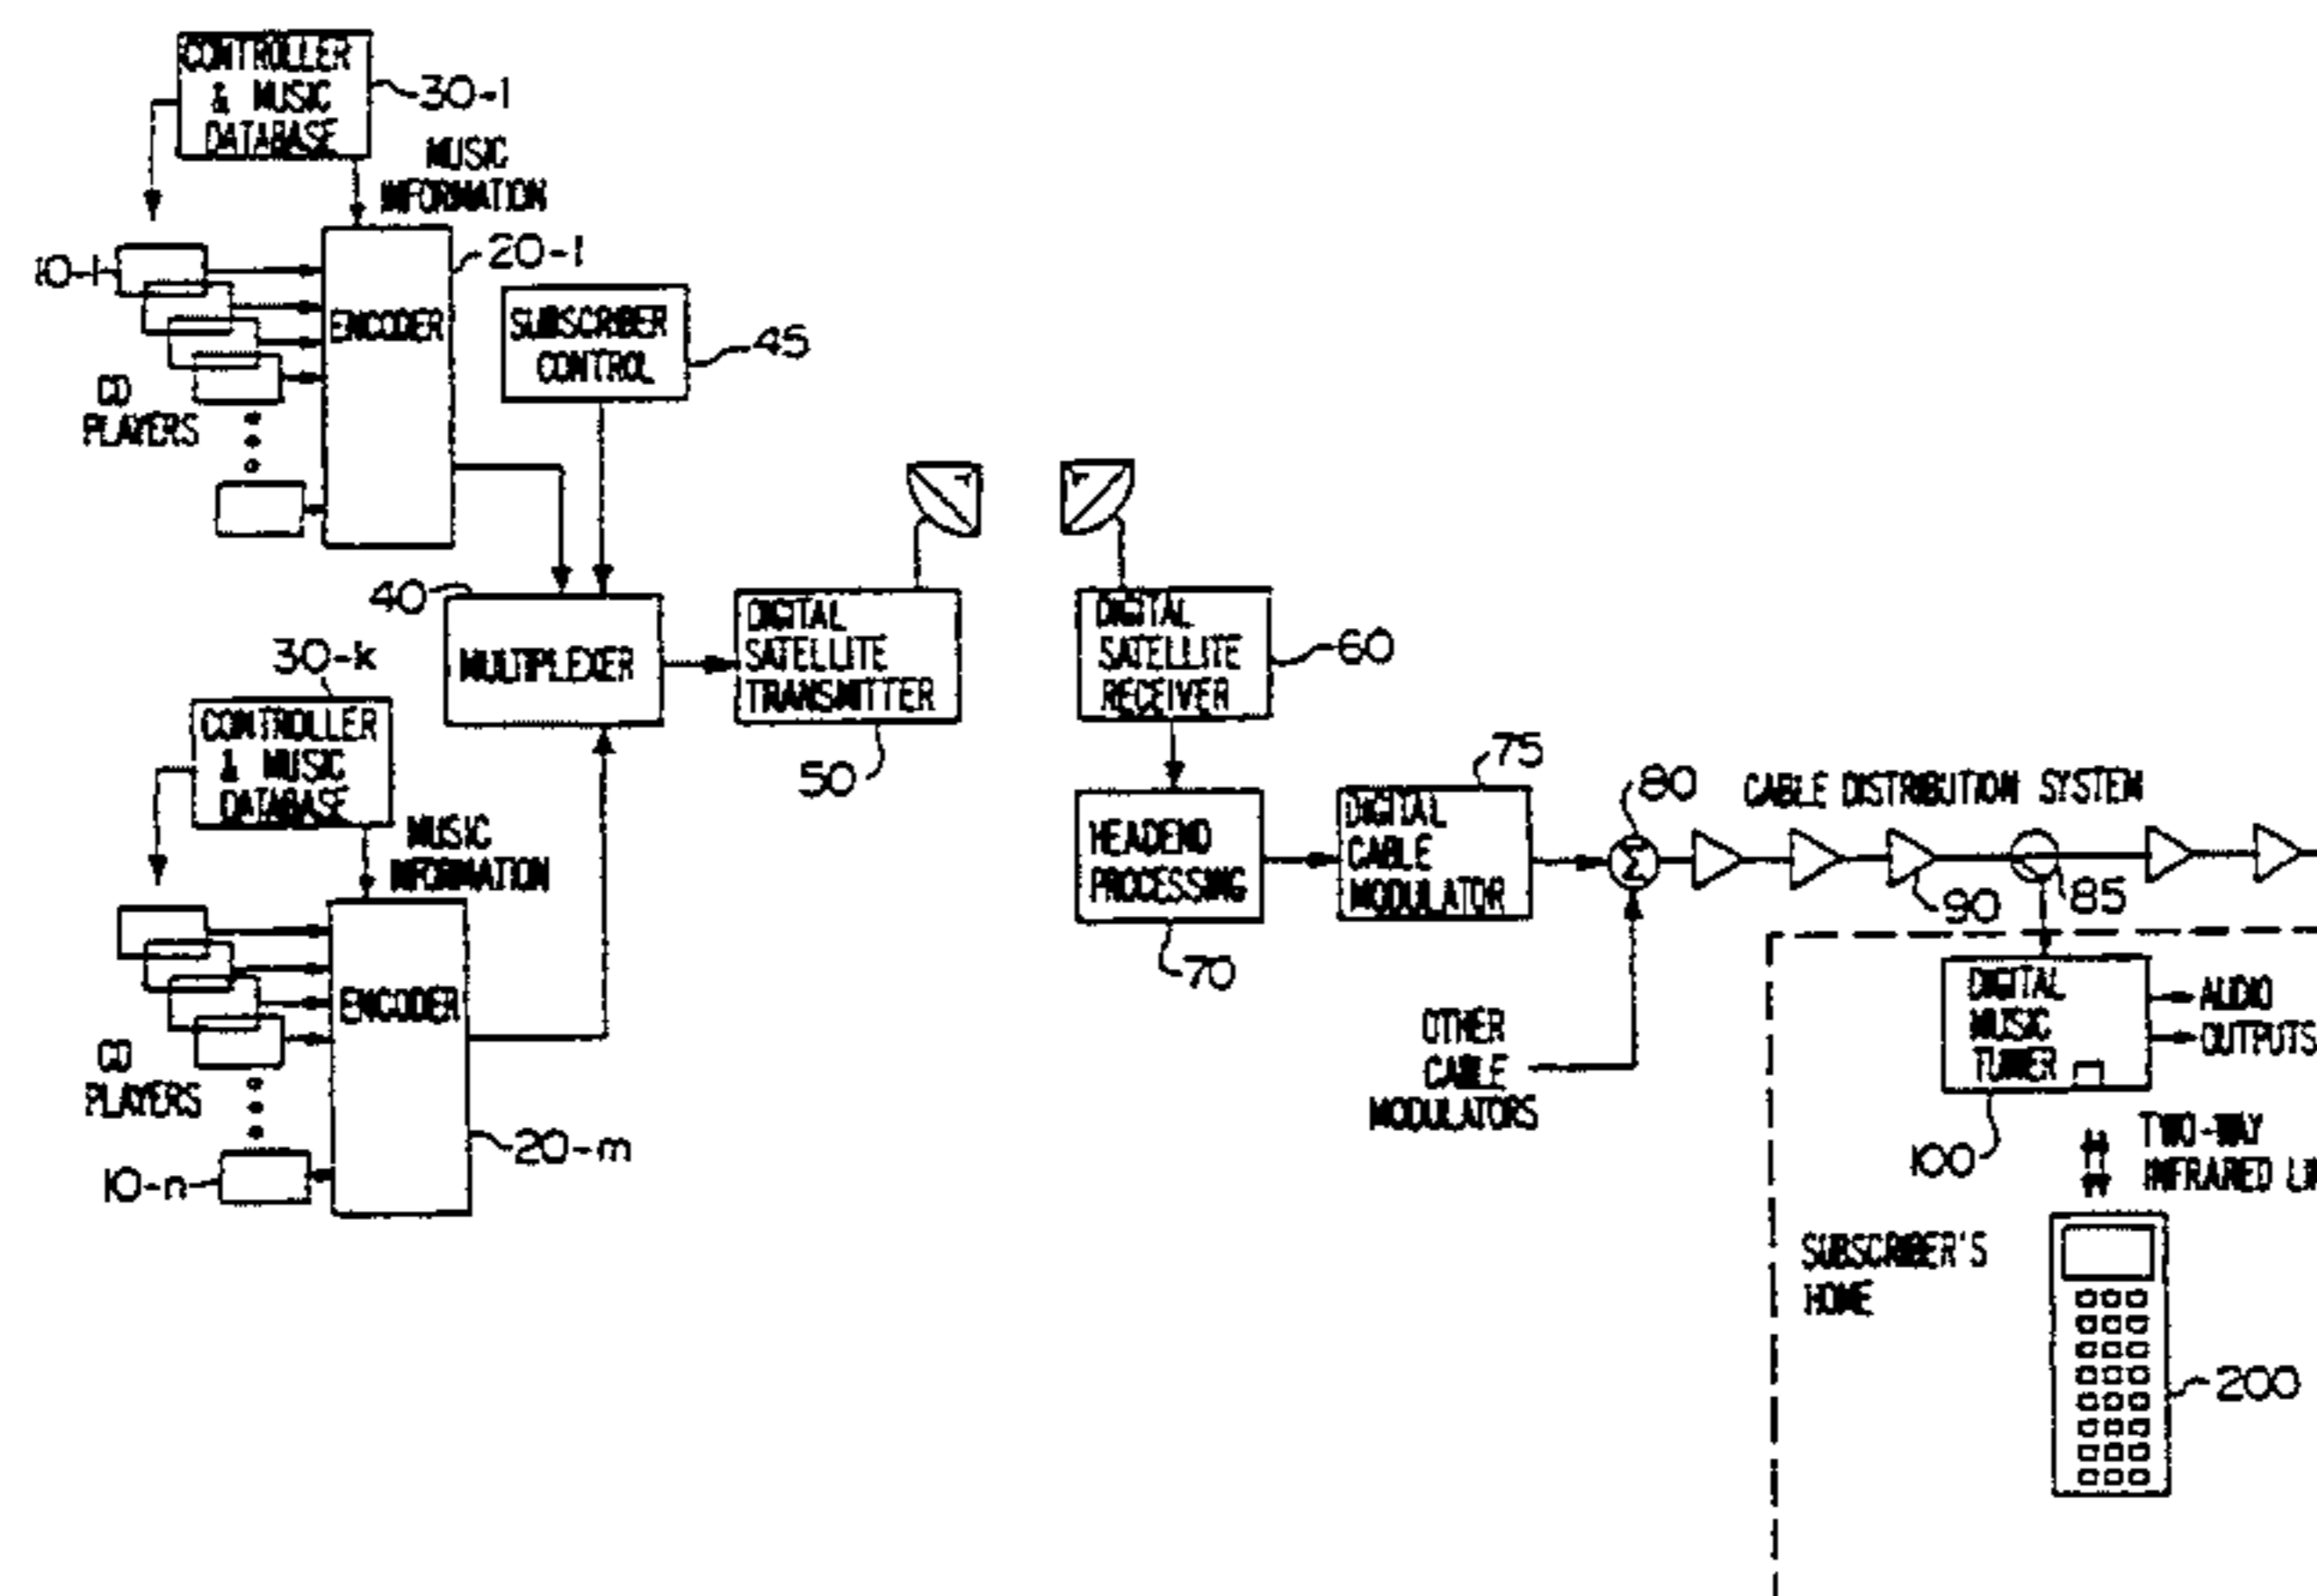 CONTROLLER
& MUSIC
DATABASE
30-1
MUSIC
INFORMATION
10-1
20-1
ENCODER
SUBSCRIBER
CONTROL
45
CD
PLAYERS
40
MULTIPLEXER
DIGITAL
SATELLITE
TRANSMITTER
50
DIGITAL
SATELLITE
RECEIVER
60
30-k
CONTROLLER
& MUSIC
DATABASE
MUSIC
INFORMATION
ENCODER
CD
PLAYERS
20-m
10-n
HEADEND
PROCESSING
70
DIGITAL
CABLE
MODULATOR
75
80
Σ
CABLE DISTRIBUTION SYSTEM
90
85
OTHER
CABLE
MODULATORS
DIGITAL
MUSIC
TUNER
AUDIO
OUTPUTS
100
TWO-WAY
INFRARED
SUBSCRIBER'S
HOME
200